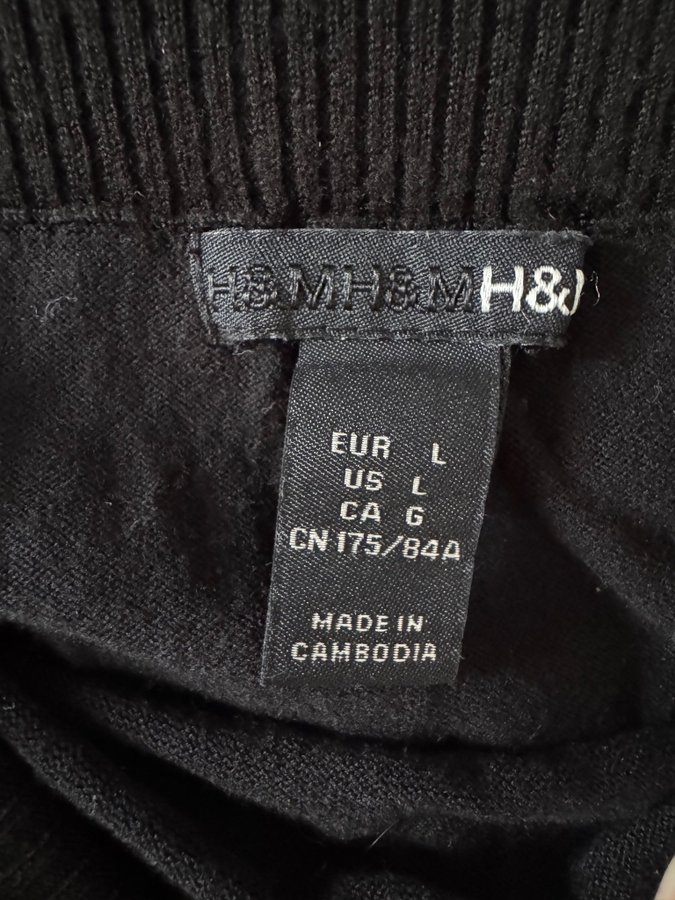 H&MH&MH&M
EUR L
US L
CA G
CN 175/84A
MADE IN
CAMBODIA